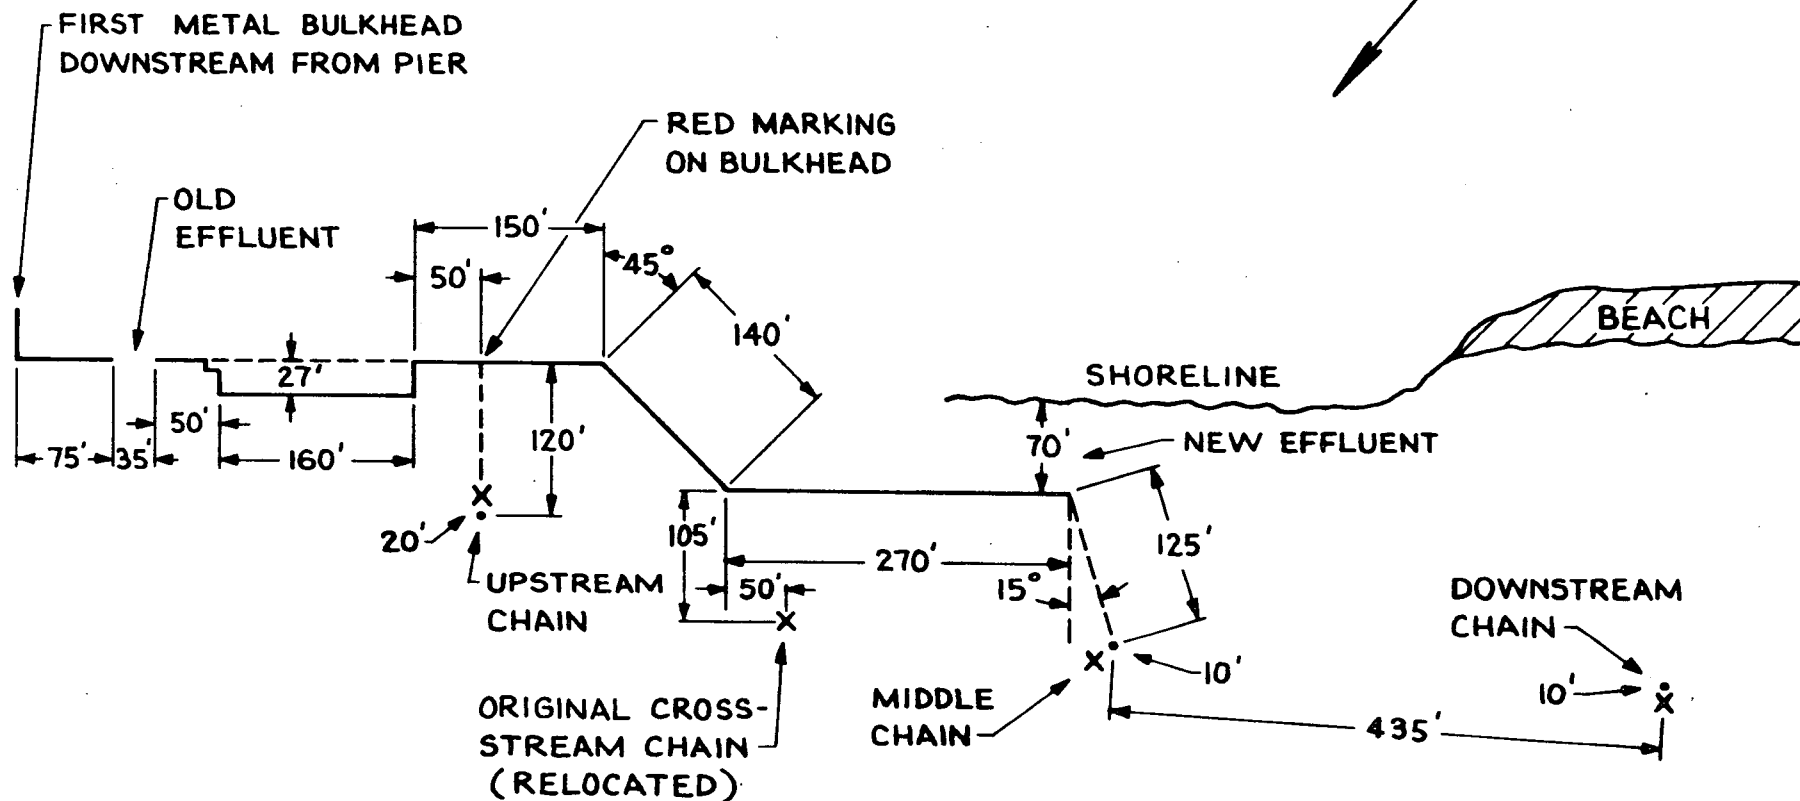 FIRST METAL BULKHEAD
DOWNSTREAM FROM PIER
RED MARKING
ON BULKHEAD
OLD
EFFLUENT
150'
50'
45°
140'
27'
BEACH
SHORELINE
50'
75'
35'
160'
120'
70'
NEW EFFLUENT
20'
105'
270'
125'
UPSTREAM
CHAIN
50'
15°
DOWNSTREAM
CHAIN
10'
10'
ORIGINAL CROSS-
STREAM CHAIN
(RELOCATED)
MIDDLE
CHAIN
435'